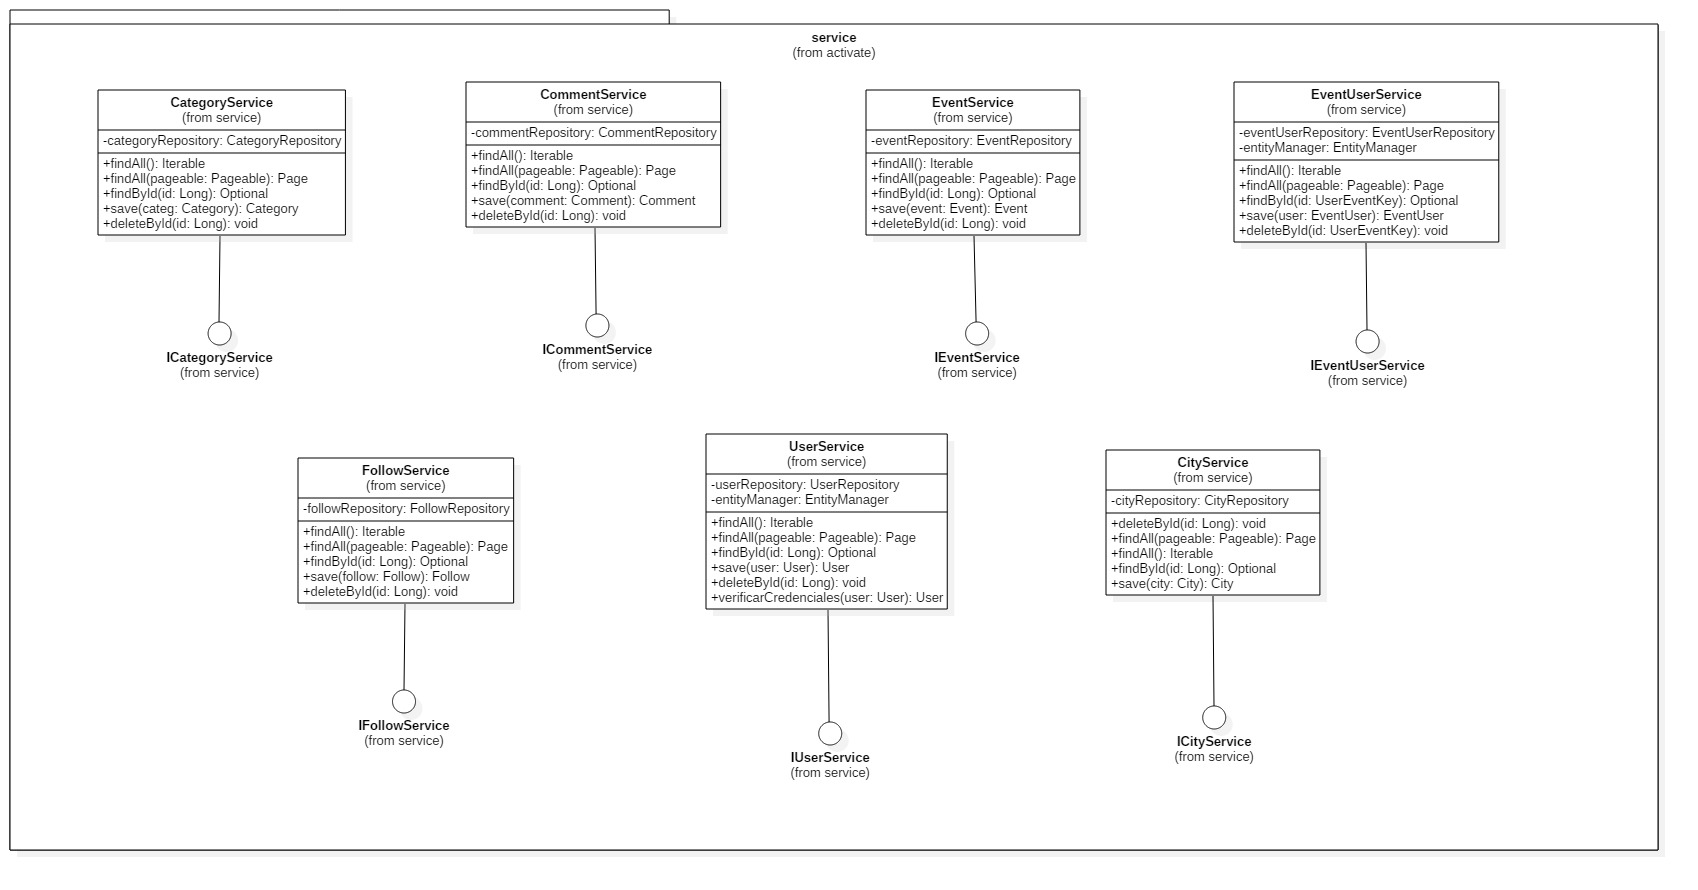 service
(from activate)
CategoryService
(from service)
-categoryRepository: CategoryRepository
+findAll(): Iterable
+findAll(pageable: Pageable): Page
+findById(id: Long): Optional
+save(categ: Category): Category
+deleteById(id: Long): void
ICategoryService
(from service)
CommentService
(from service)
-commentRepository: CommentRepository
+findAll(): Iterable
+findAll(pageable: Pageable): Page
+findById(id: Long): Optional
+save(comment: Comment): Comment
+deleteById(id: Long): void
ICommentService
(from service)
EventService
(from service)
-eventRepository: EventRepository
+findAll(): Iterable
+findAll(pageable: Pageable): Page
+findById(id: Long): Optional
+save(event: Event): Event
+deleteById(id: Long): void
IEventService
(from service)
EventUserService
(from service)
-eventUserRepository: EventUserRepository
-entityManager: EntityManager
+findAll(): Iterable
+findAll(pageable: Pageable): Page
+findById(id: UserEventKey): Optional
+save(user: EventUser): EventUser
+deleteById(id: UserEventKey): void
IEventUserService
(from service)
FollowService
(from service)
-followRepository: FollowRepository
+findAll(): Iterable
+findAll(pageable: Pageable): Page
+findById(id: Long): Optional
+save(follow: Follow): Follow
+deleteById(id: Long): void
IFollowService
(from service)
UserService
(from service)
-userRepository: UserRepository
-entityManager: EntityManager
+findAll(): Iterable
+findAll(pageable: Pageable): Page
+findById(id: Long): Optional
+save(user: User): User
+deleteById(id: Long): void
+verificarCredenciales(user: User): User
IUserService
(from service)
CityService
(from service)
-cityRepository: CityRepository
+deleteById(id: Long): void
+findAll(pageable: Pageable): Page
+findAll(): Iterable
+findById(id: Long): Optional
+save(city: City): City
ICityService
(from service)